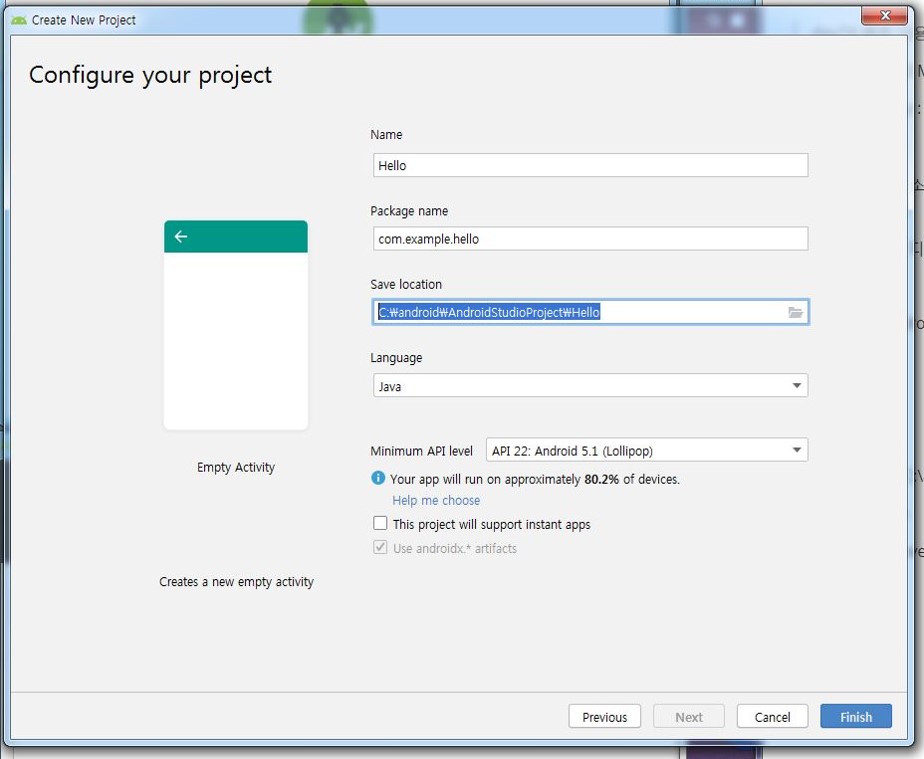 Create New Project
Configure your project
Name
Hello
Package name
com.example.hello
Save location
C:₩android₩AndroidStudioProject₩Hello
Language
Java
Minimum API level
API 22: Android 5.1 (Lollipop)
Your app will run on approximately 80.2% of devices.
Help me choose
This project will support instant apps
Use androidx.* artifacts
Empty Activity
Creates a new empty activity
Previous
Next
Cancel
Finish